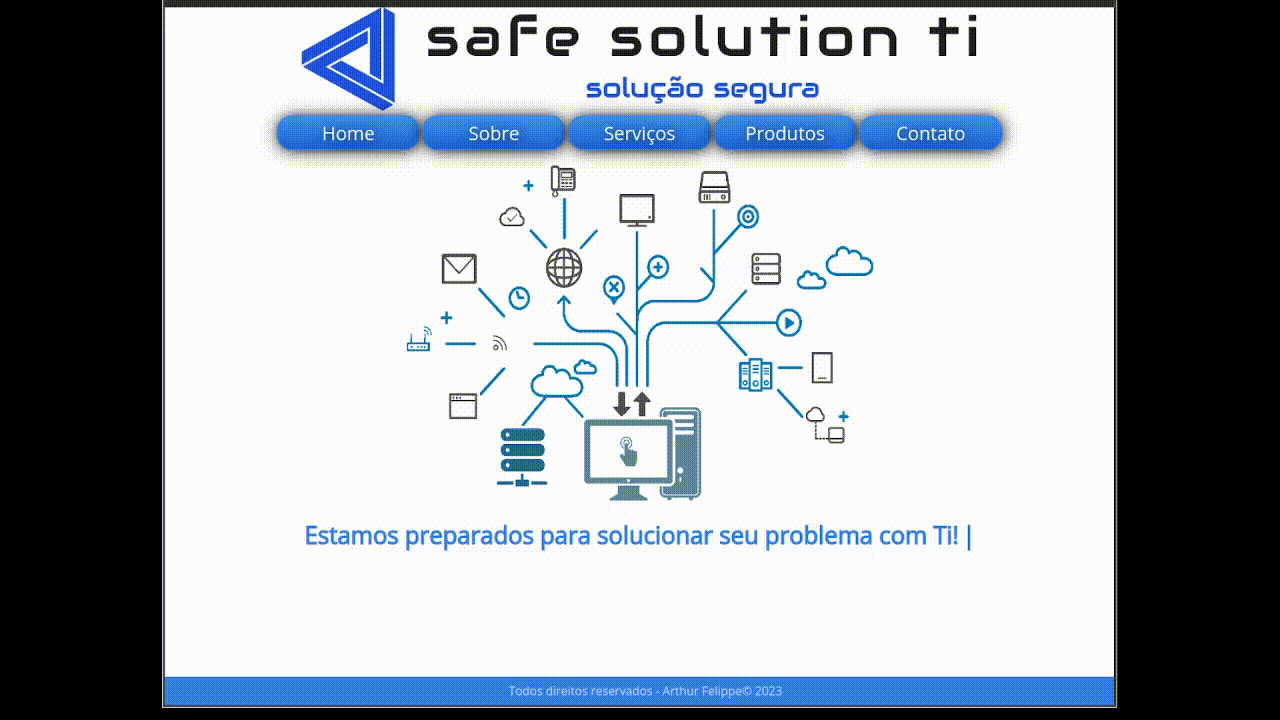 safe solution ti
solução segura
Home Sobre Serviços Produtos Contato
Estamos preparados para solucionar seu problema com Ti! |
Todos direitos reservados - Arthur Felippe© 2023